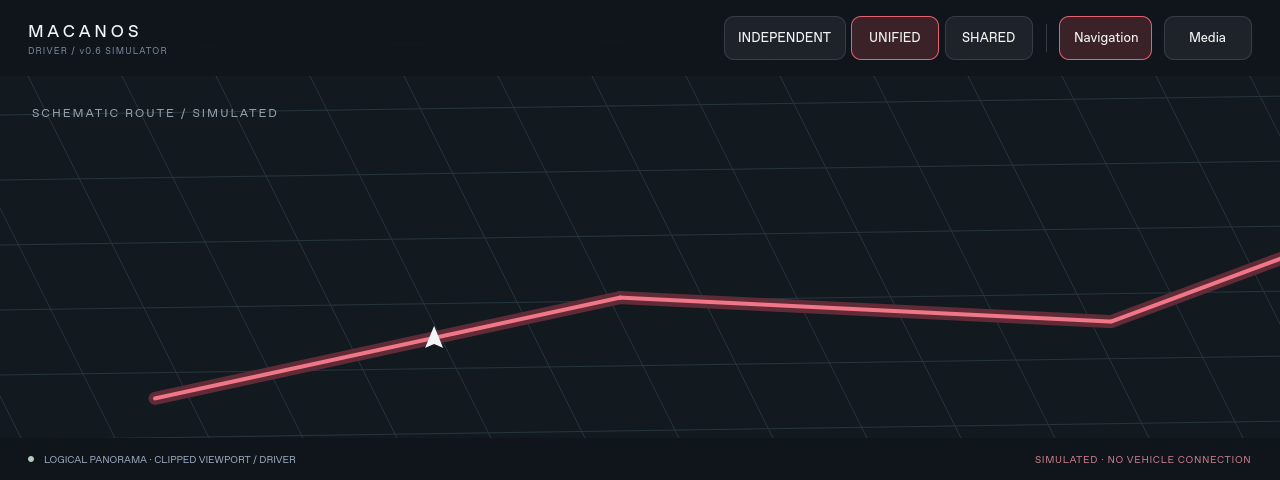 MACANOS
DRIVER / v0.6 SIMULATOR
INDEPENDENT
UNIFIED
SHARED
Navigation
Media
SCHEMATIC ROUTE / SIMULATED
LOGICAL PANORAMA · CLIPPED VIEWPORT / DRIVER
SIMULATED · NO VEHICLE CONNECTION